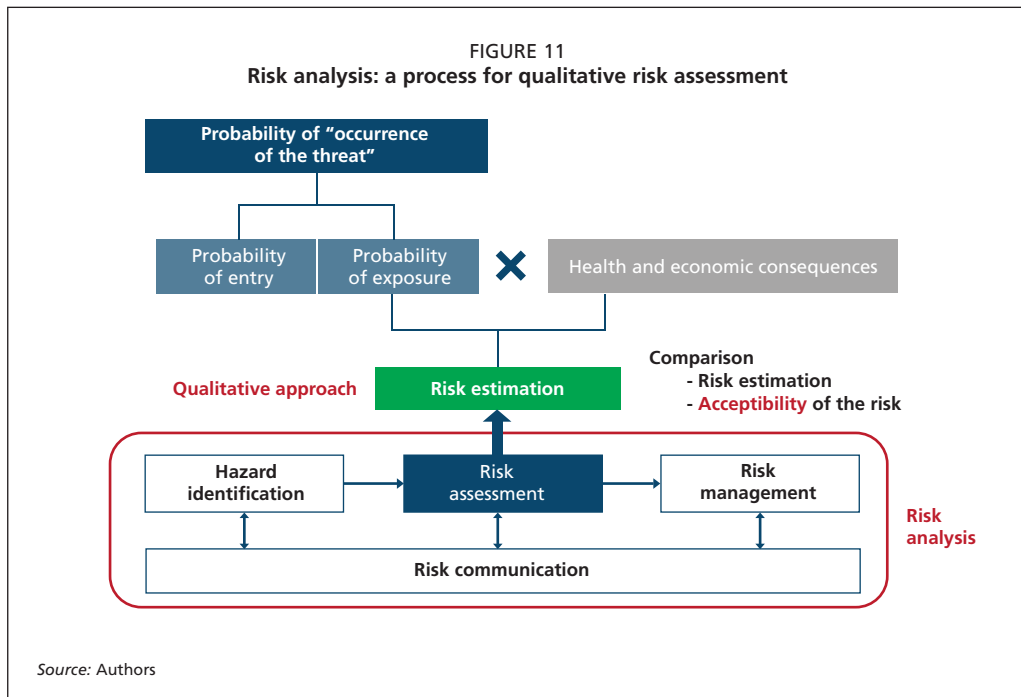 FIGURE 11
Risk analysis: a process for qualitative risk assessment
Probability of “occurrence
of the threat”
Probability
of entry
Probability
of exposure
Health and economic consequences
Qualitative approach
Risk estimation
Comparison
- Risk estimation
- Acceptibility of the risk
Hazard
identification
Risk
assessment
Risk
management
Risk
analysis
Risk communication
Source: Authors